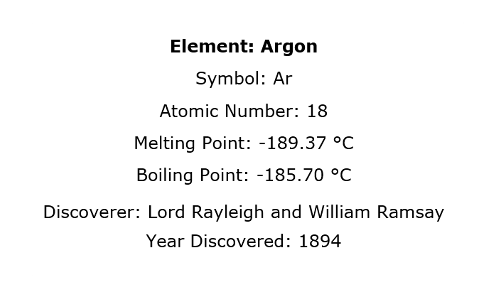 Element: Argon
Symbol: Ar
Atomic Number: 18
Melting Point: -189.37 °C
Boiling Point: -185.70 °C
Discoverer: Lord Rayleigh and William Ramsay
Year Discovered: 1894